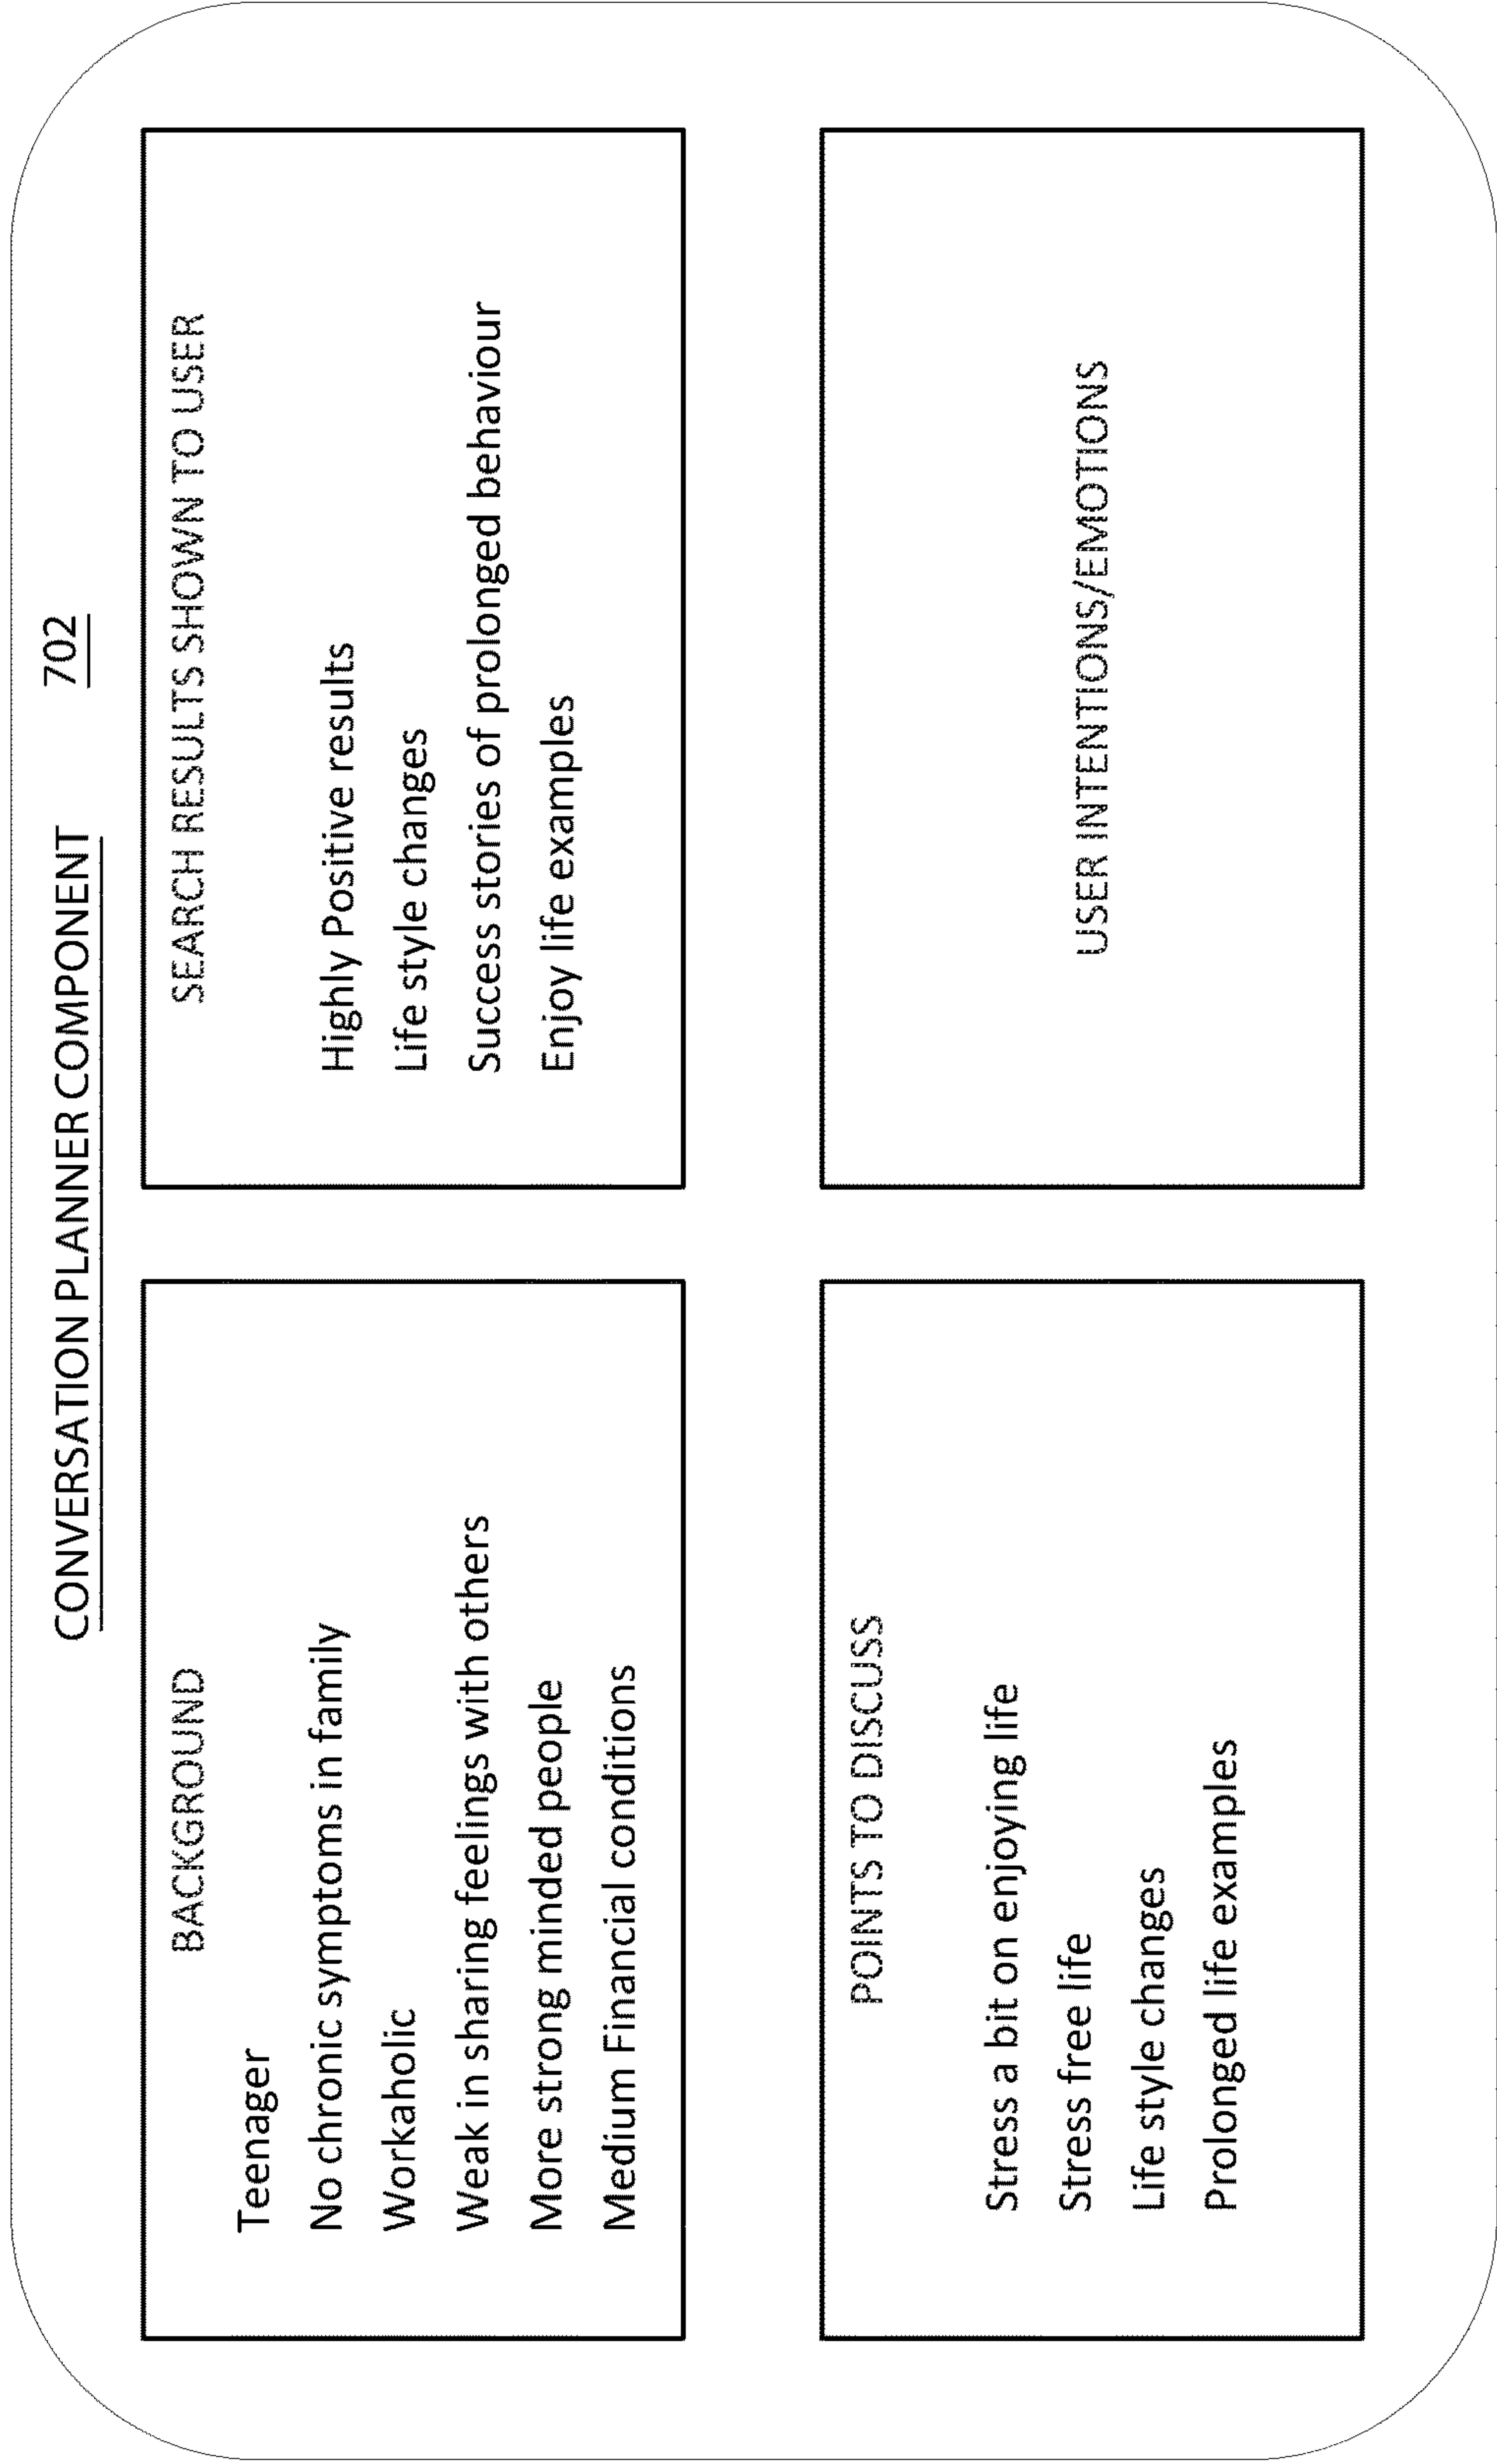 CONVERSATION PLANNER COMPONENT 702
BACKGROUND
Teenager
No chronic symptoms in family
Workaholic
Weak in sharing feelings with others
More strong minded people
Medium Financial conditions
SEARCH RESULTS SHOWN TO USER
Highly Positive results
Life style changes
Success stories of prolonged behaviour
Enjoy life examples
POINTS TO DISCUSS
Stress a bit on enjoying life
Stress free life
Life style changes
Prolonged life examples
USER INTENTIONS/EMOTIONS